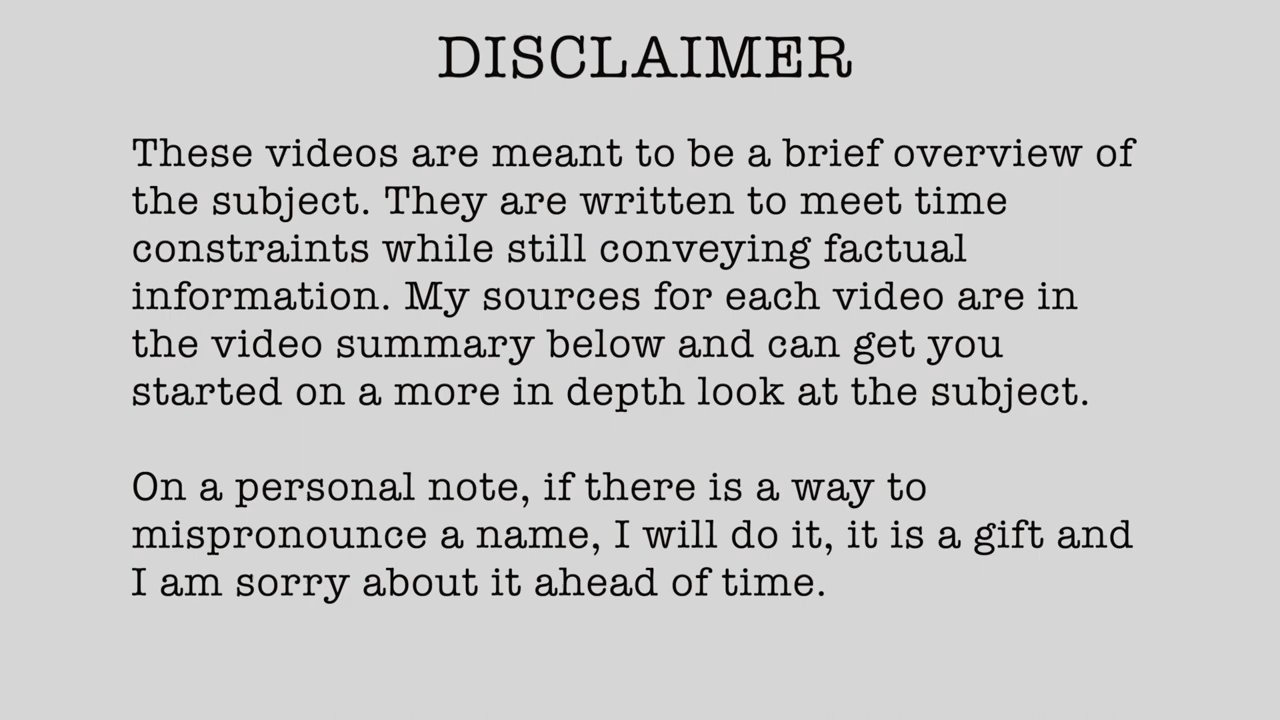 DISCLAIMER
These videos are meant to be a brief overview of
the subject. They are written to meet time
constraints while still conveying factual
information. My sources for each video are in
the video summary below and can get you
started on a more in depth look at the subject.
On a personal note, if there is a way to
mispronounce a name, I will do it, it is a gift and
I am sorry about it ahead of time.